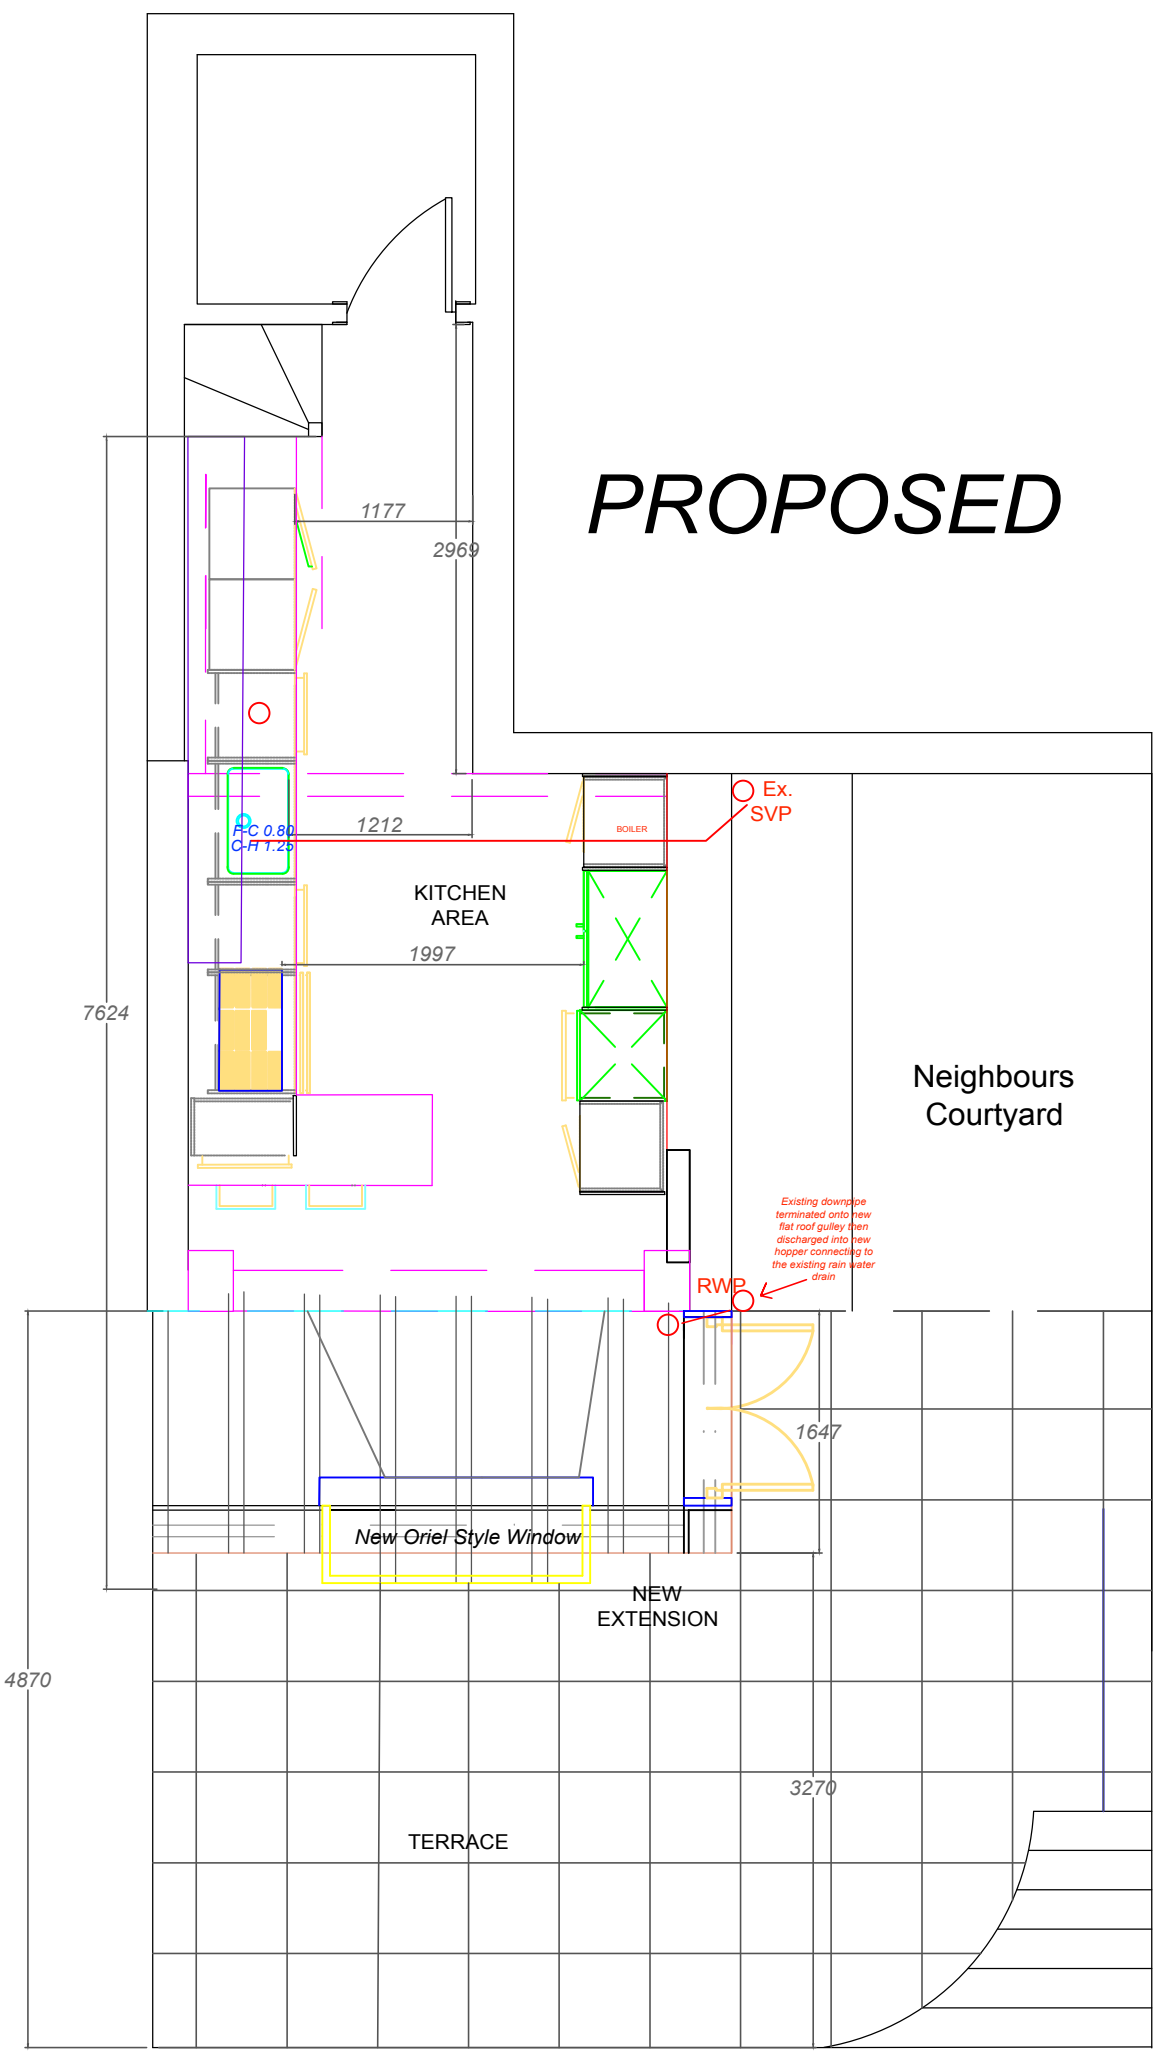 PROPOSED
1177
2969
Ex.
SVP
1212
BOILER
F-C 0.80
C-H 1.25
KITCHEN
AREA
1997
7624
Neighbours
Courtyard
Existing downpipe
terminated onto new
flat roof gulley then
discharged into new
hopper connecting to
the existing rain water
drain
RWP
1647
New Oriel Style Window
NEW
EXTENSION
4870
3270
TERRACE